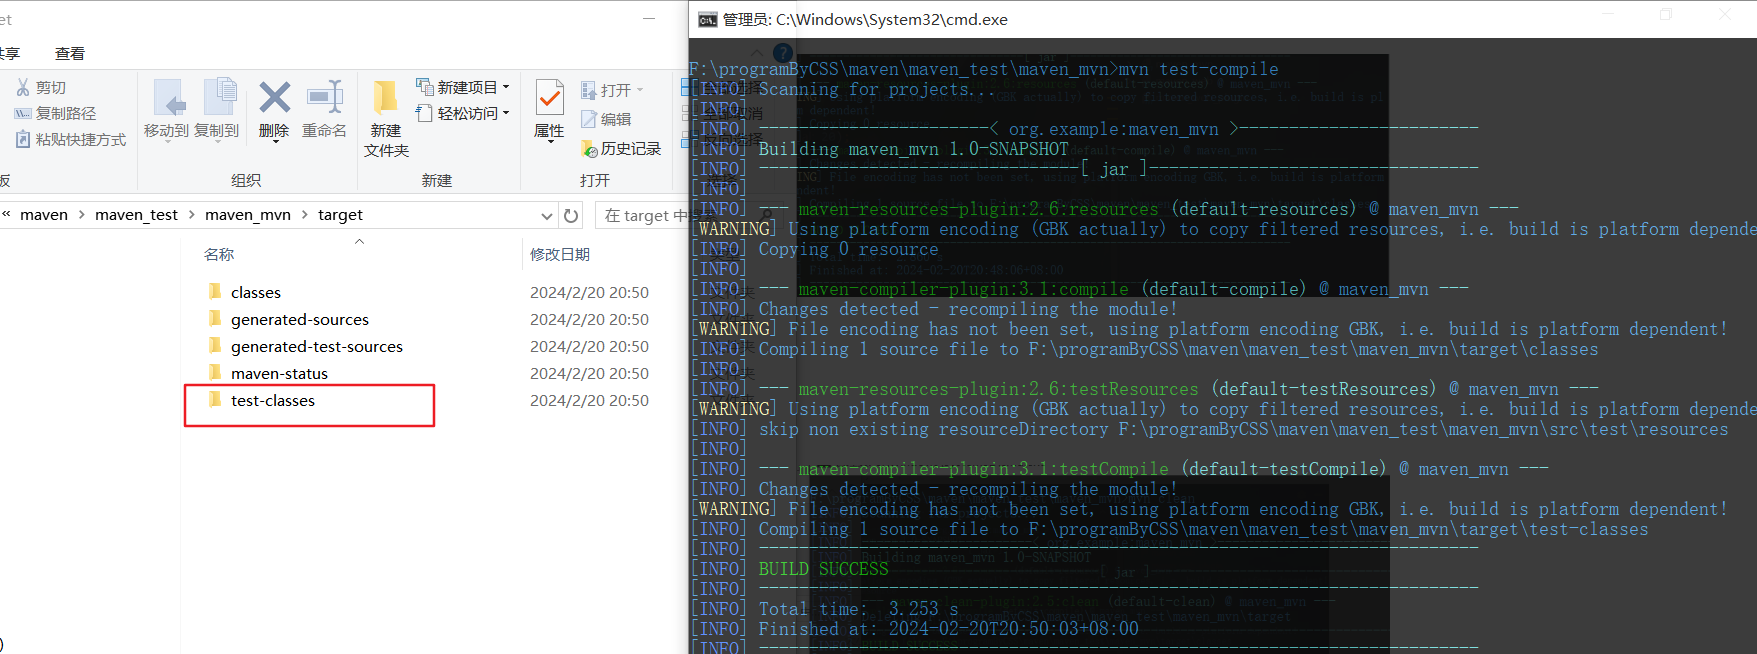 et
共享
查看
剪切
复制路径
粘贴快捷方式
板
移动到
复制到
删除
重命名
组织
新建
文件夹
新建项目
轻松访问
新建
属性
打开
编辑
历史记录
打开
« maven > maven_test > maven_mvn > target
在 target 中
名称
修改日期
classes 2024/2/20 20:50
generated-sources 2024/2/20 20:50
generated-test-sources 2024/2/20 20:50
maven-status 2024/2/20 20:50
test-classes 2024/2/20 20:50
管理员: C:\Windows\System32\cmd.exe
F:\programByCSS\maven\maven_test\maven_mvn>mvn test-compile
[INFO] Scanning for projects...
[INFO]
[INFO] -----------------------< org.example:maven_mvn >------------------------
[INFO] Building maven_mvn 1.0-SNAPSHOT
[INFO] --------------------------------[ jar ]---------------------------------
[INFO]
[INFO] --- maven-resources-plugin:2.6:resources (default-resources) @ maven_mvn ---
[WARNING] Using platform encoding (GBK actually) to copy filtered resources, i.e. build is platform depende
[INFO] Copying 0 resource
[INFO]
[INFO] --- maven-compiler-plugin:3.1:compile (default-compile) @ maven_mvn ---
[INFO] Changes detected - recompiling the module!
[WARNING] File encoding has not been set, using platform encoding GBK, i.e. build is platform dependent!
[INFO] Compiling 1 source file to F:\programByCSS\maven\maven_test\maven_mvn\target\classes
[INFO]
[INFO] --- maven-resources-plugin:2.6:testResources (default-testResources) @ maven_mvn ---
[WARNING] Using platform encoding (GBK actually) to copy filtered resources, i.e. build is platform depende
[INFO] skip non existing resourceDirectory F:\programByCSS\maven\maven_test\maven_mvn\src\test\resources
[INFO]
[INFO] --- maven-compiler-plugin:3.1:testCompile (default-testCompile) @ maven_mvn ---
[INFO] Changes detected - recompiling the module!
[WARNING] File encoding has not been set, using platform encoding GBK, i.e. build is platform dependent!
[INFO] Compiling 1 source file to F:\programByCSS\maven\maven_test\maven_mvn\target\test-classes
[INFO] ------------------------------------------------------------------------
[INFO] BUILD SUCCESS
[INFO] ------------------------------------------------------------------------
[INFO] Total time:  3.253 s
[INFO] Finished at: 2024-02-20T20:50:03+08:00
[INFO] ------------------------------------------------------------------------